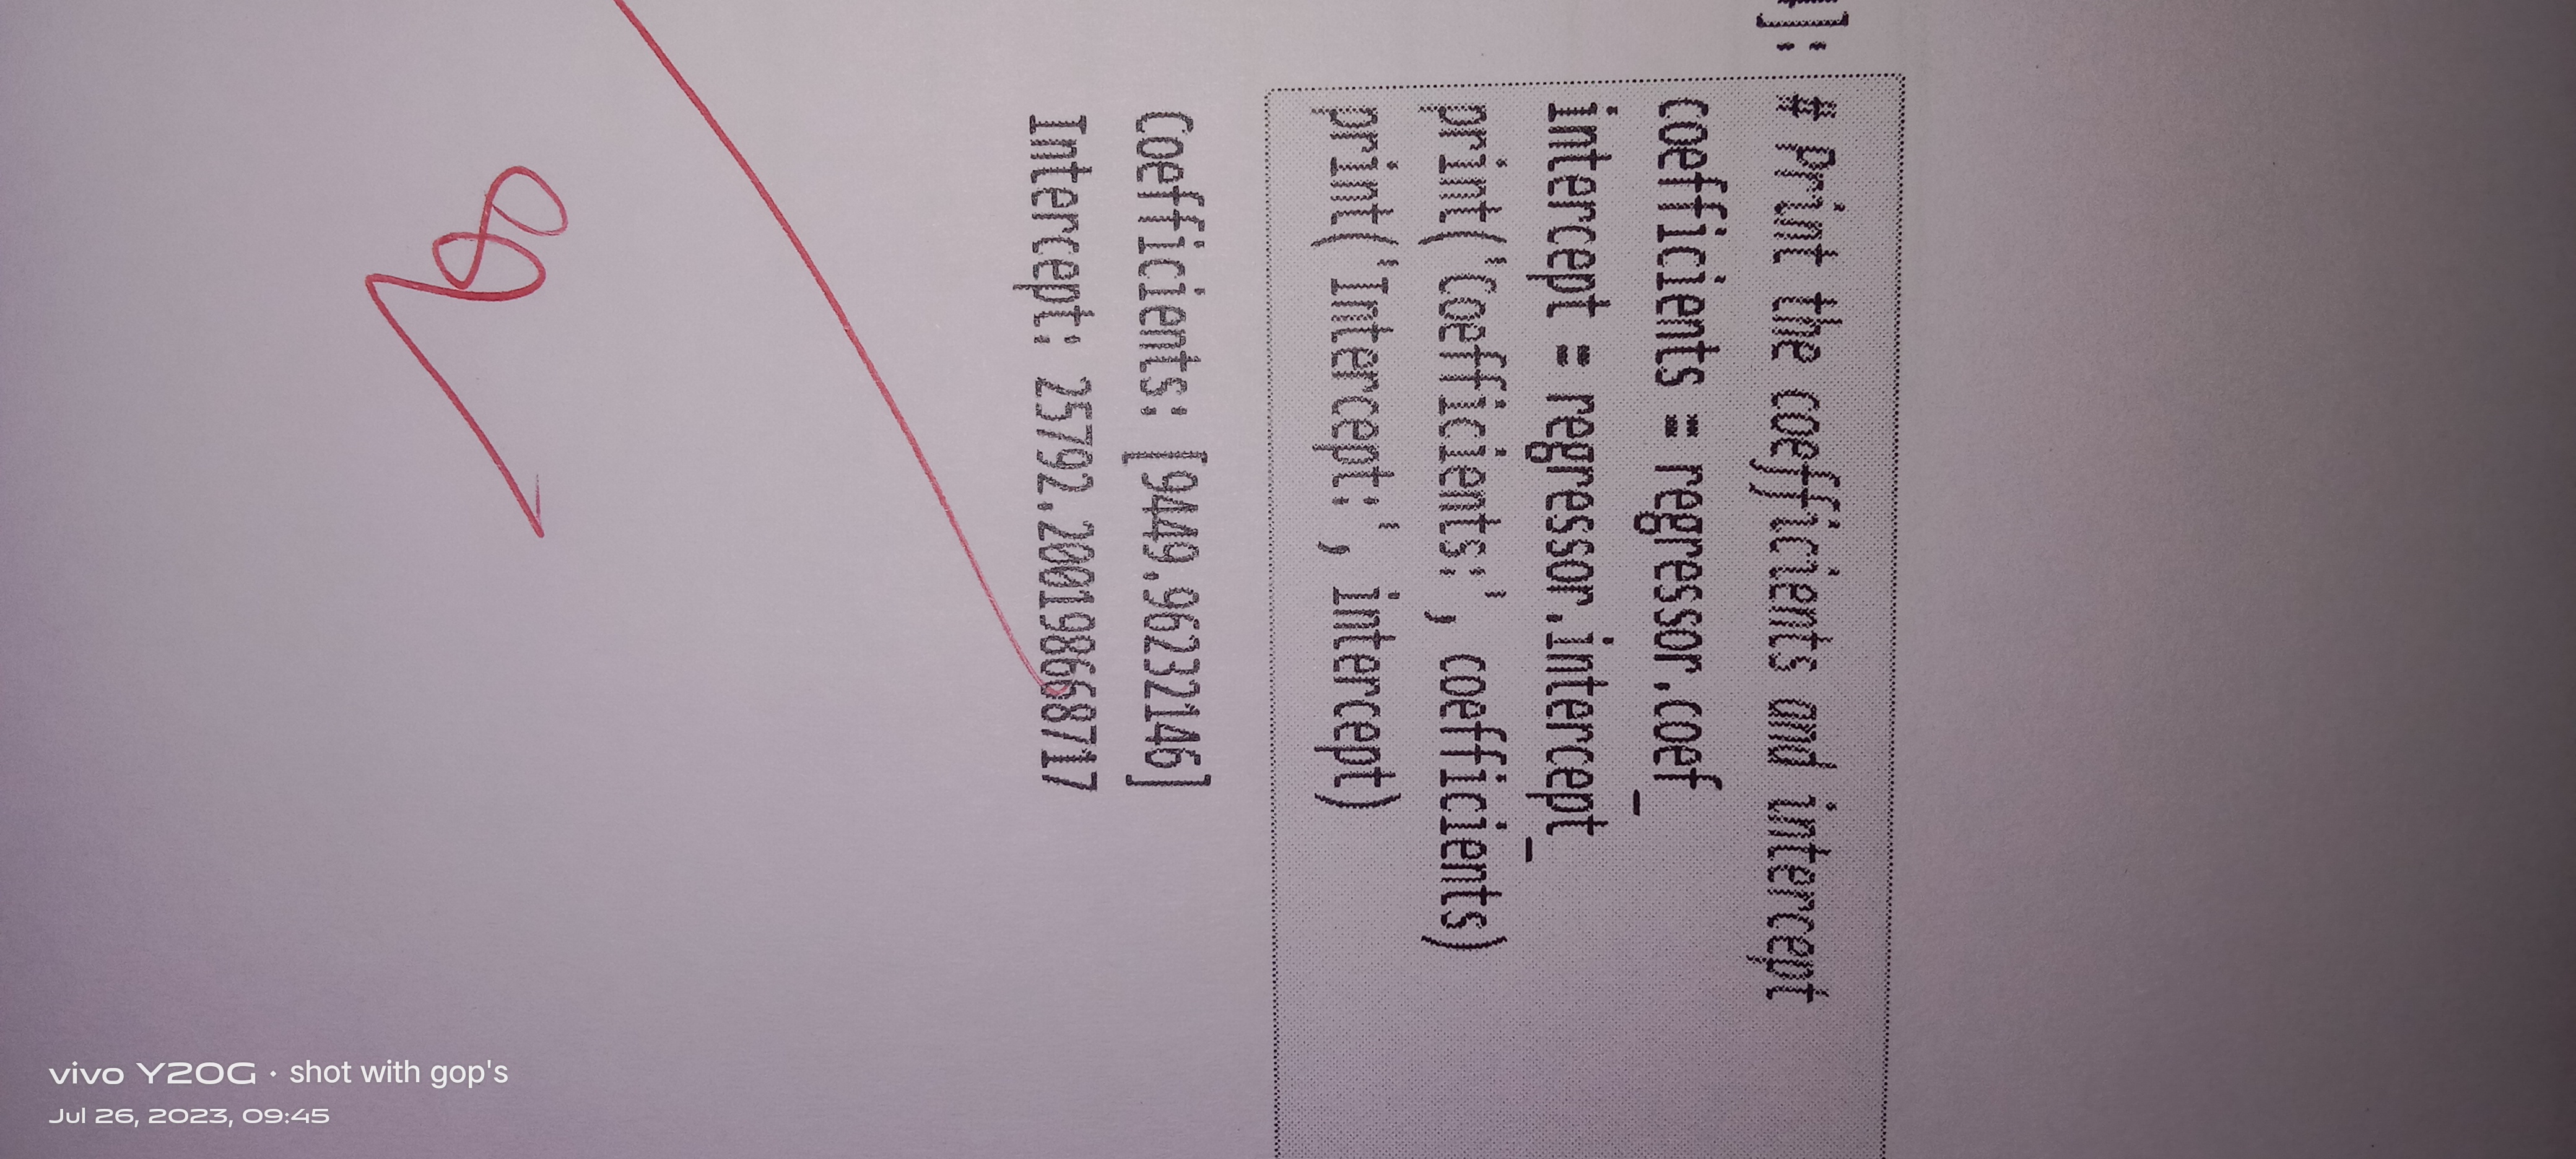 ]:
# Print the coefficients and intercept
coefficients = regressor.coef_
intercept = regressor.intercept_
print('Coefficients:', coefficients)
print('Intercept:', intercept)
Coefficients: [9449.96232146]
Intercept: 25792.200198668717
vivo Y20G · shot with gop's
Jul 26, 2023, 09:45